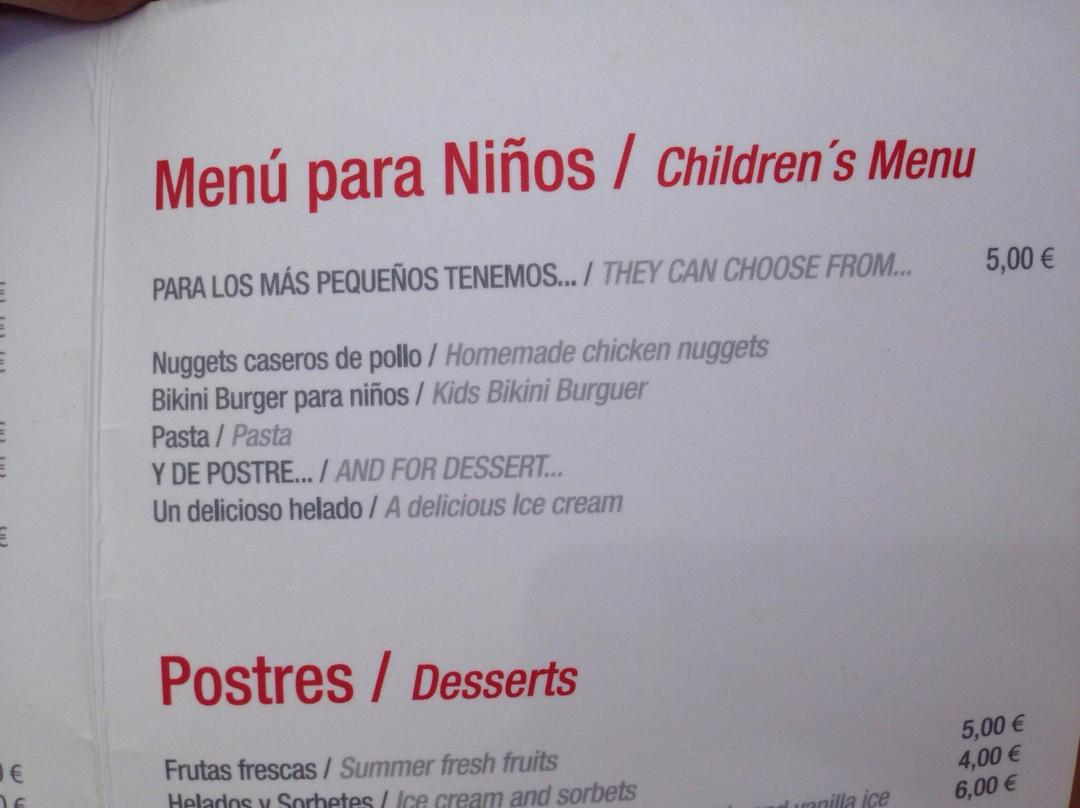 Menú para Niños / Children´s Menu
PARA LOS MÁS PEQUEÑOS TENEMOS... / THEY CAN CHOOSE FROM... 5,00 €
Nuggets caseros de pollo / Homemade chicken nuggets
Bikini Burger para niños / Kids Bikini Burguer
Pasta / Pasta
Y DE POSTRE... / AND FOR DESSERT...
Un delicioso helado / A delicious Ice cream
Postres / Desserts
Frutas frescas / Summer fresh fruits 5,00 €
Helados y Sorbetes / Ice cream and sorbets 4,00 €
and vanilla ice 6,00 €